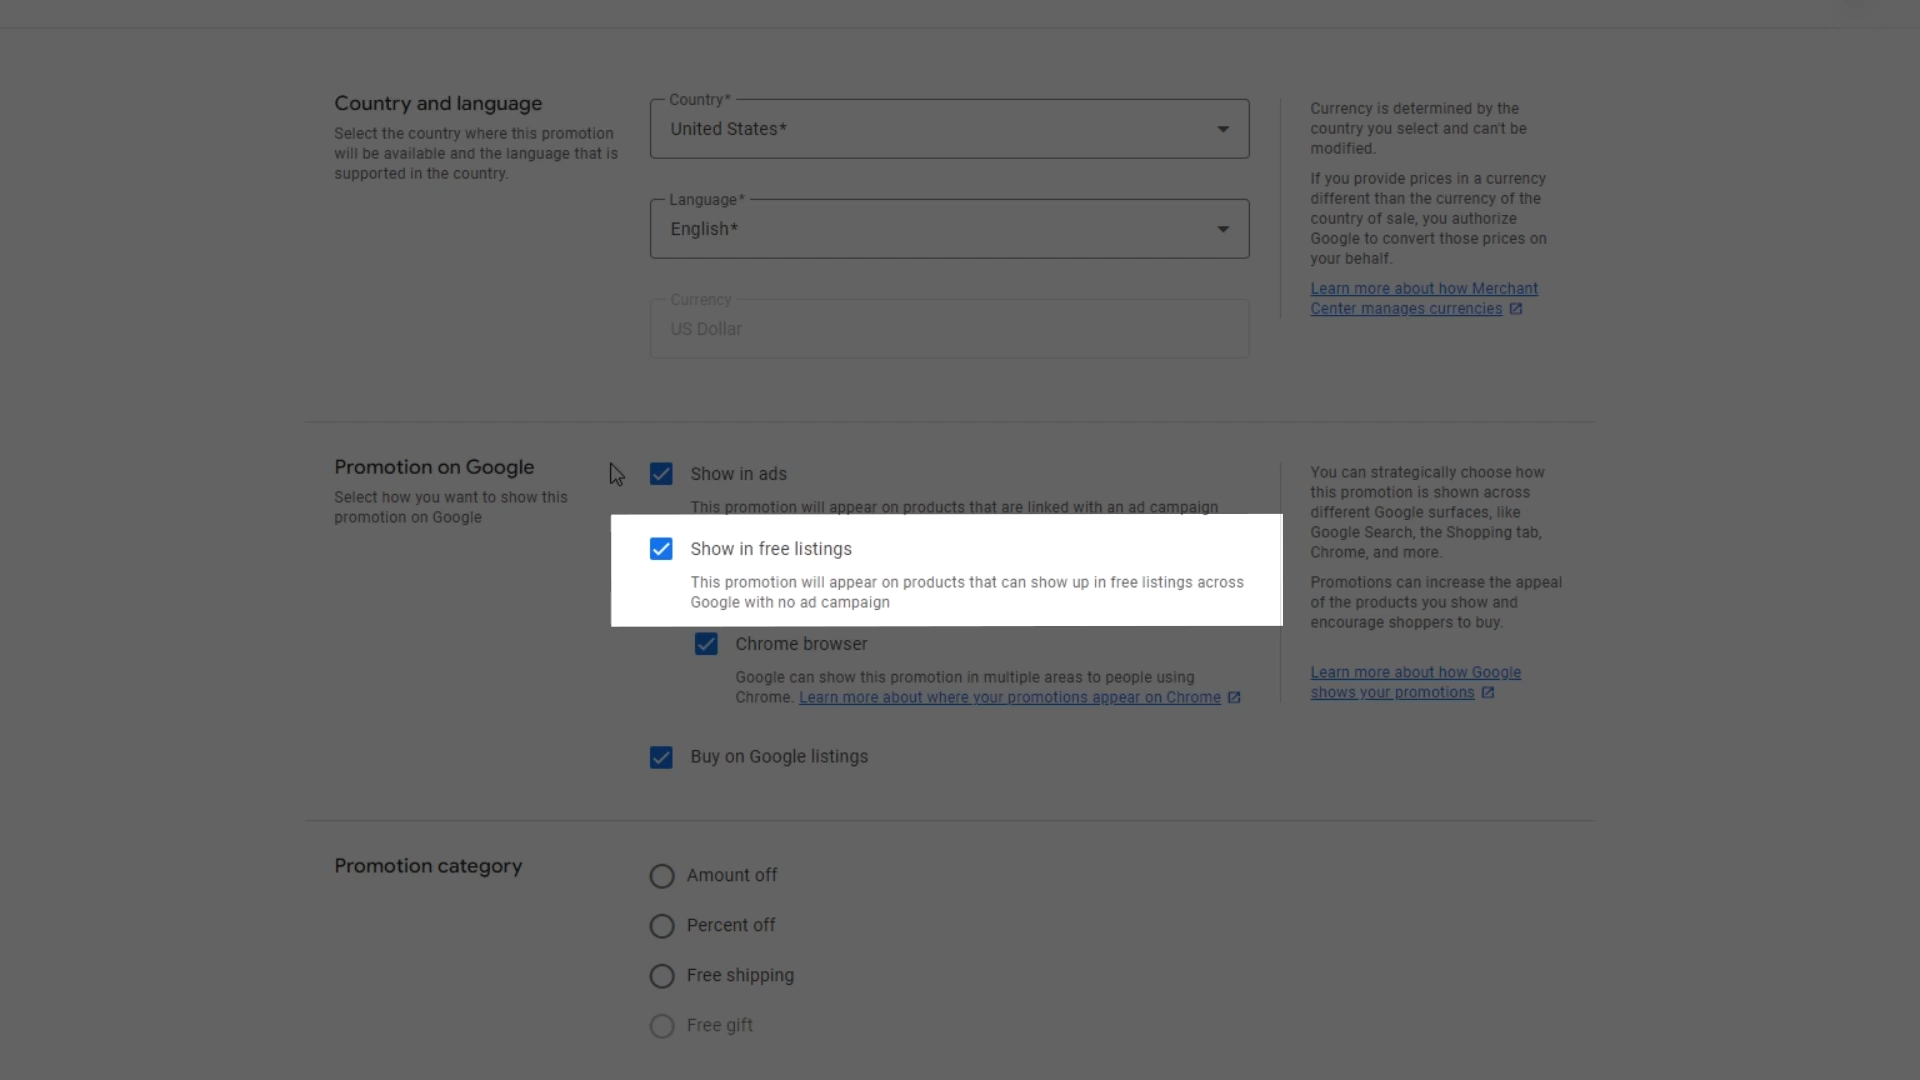 Country and language
Select the country where this promotion
will be available and the language that is
supported in the country.
Country*
United States*
Language*
English*
Currency
US Dollar
Currency is determined by the
country you select and can't be
modified.
If you provide prices in a currency
different than the currency of the
country of sale, you authorize
Google to convert those prices on
your behalf.
Learn more about how Merchant
Center manages currencies
Promotion on Google
Select how you want to show this
promotion on Google
Show in ads
This promotion will appear on products that are linked with an ad campaign
Show in free listings
This promotion will appear on products that can show up in free listings across
Google with no ad campaign
Chrome browser
Google can show this promotion in multiple areas to people using
Chrome. Learn more about where your promotions appear on Chrome
Buy on Google listings
You can strategically choose how
this promotion is shown across
different Google surfaces, like
Google Search, the Shopping tab,
Chrome, and more.
Promotions can increase the appeal
of the products you show and
encourage shoppers to buy.
Learn more about how Google
shows your promotions
Promotion category
Amount off
Percent off
Free shipping
Free gift